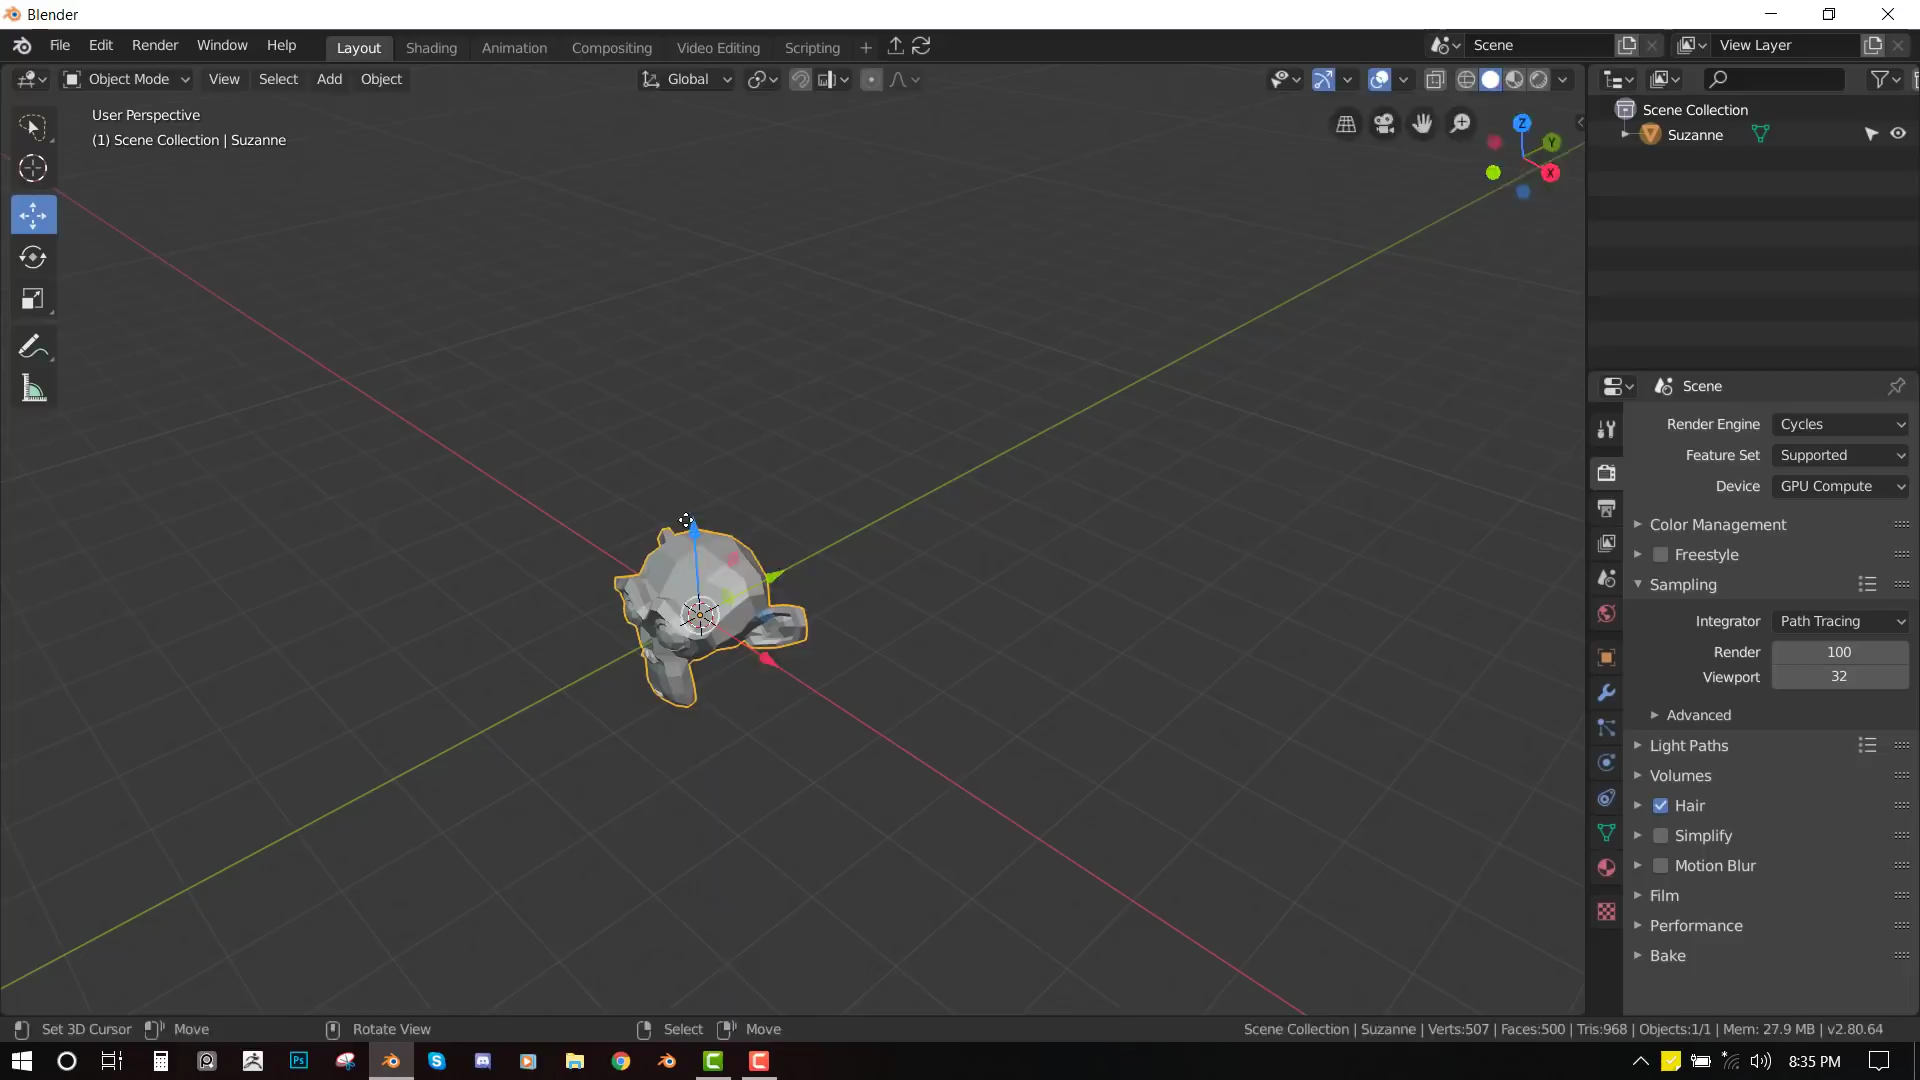 Blender
File Edit Render Window Help Layout Shading Animation Compositing Video Editing Scripting + Scene View Layer
Object Mode View Select Add Object Global
User Perspective
(1) Scene Collection | Suzanne
Z
Y
X
Scene Collection
Suzanne
Scene
Render Engine Cycles
Feature Set Supported
Device GPU Compute
Color Management
Freestyle
Sampling
Integrator Path Tracing
Render 100
Viewport 32
Advanced
Light Paths
Volumes
Hair
Simplify
Motion Blur
Film
Performance
Bake
Set 3D Cursor Move Rotate View Select Move Scene Collection | Suzanne | Verts:507 | Faces:500 | Tris:968 | Objects:1/1 | Mem: 27.9 MB | v2.80.64
Ps 8:35 PM